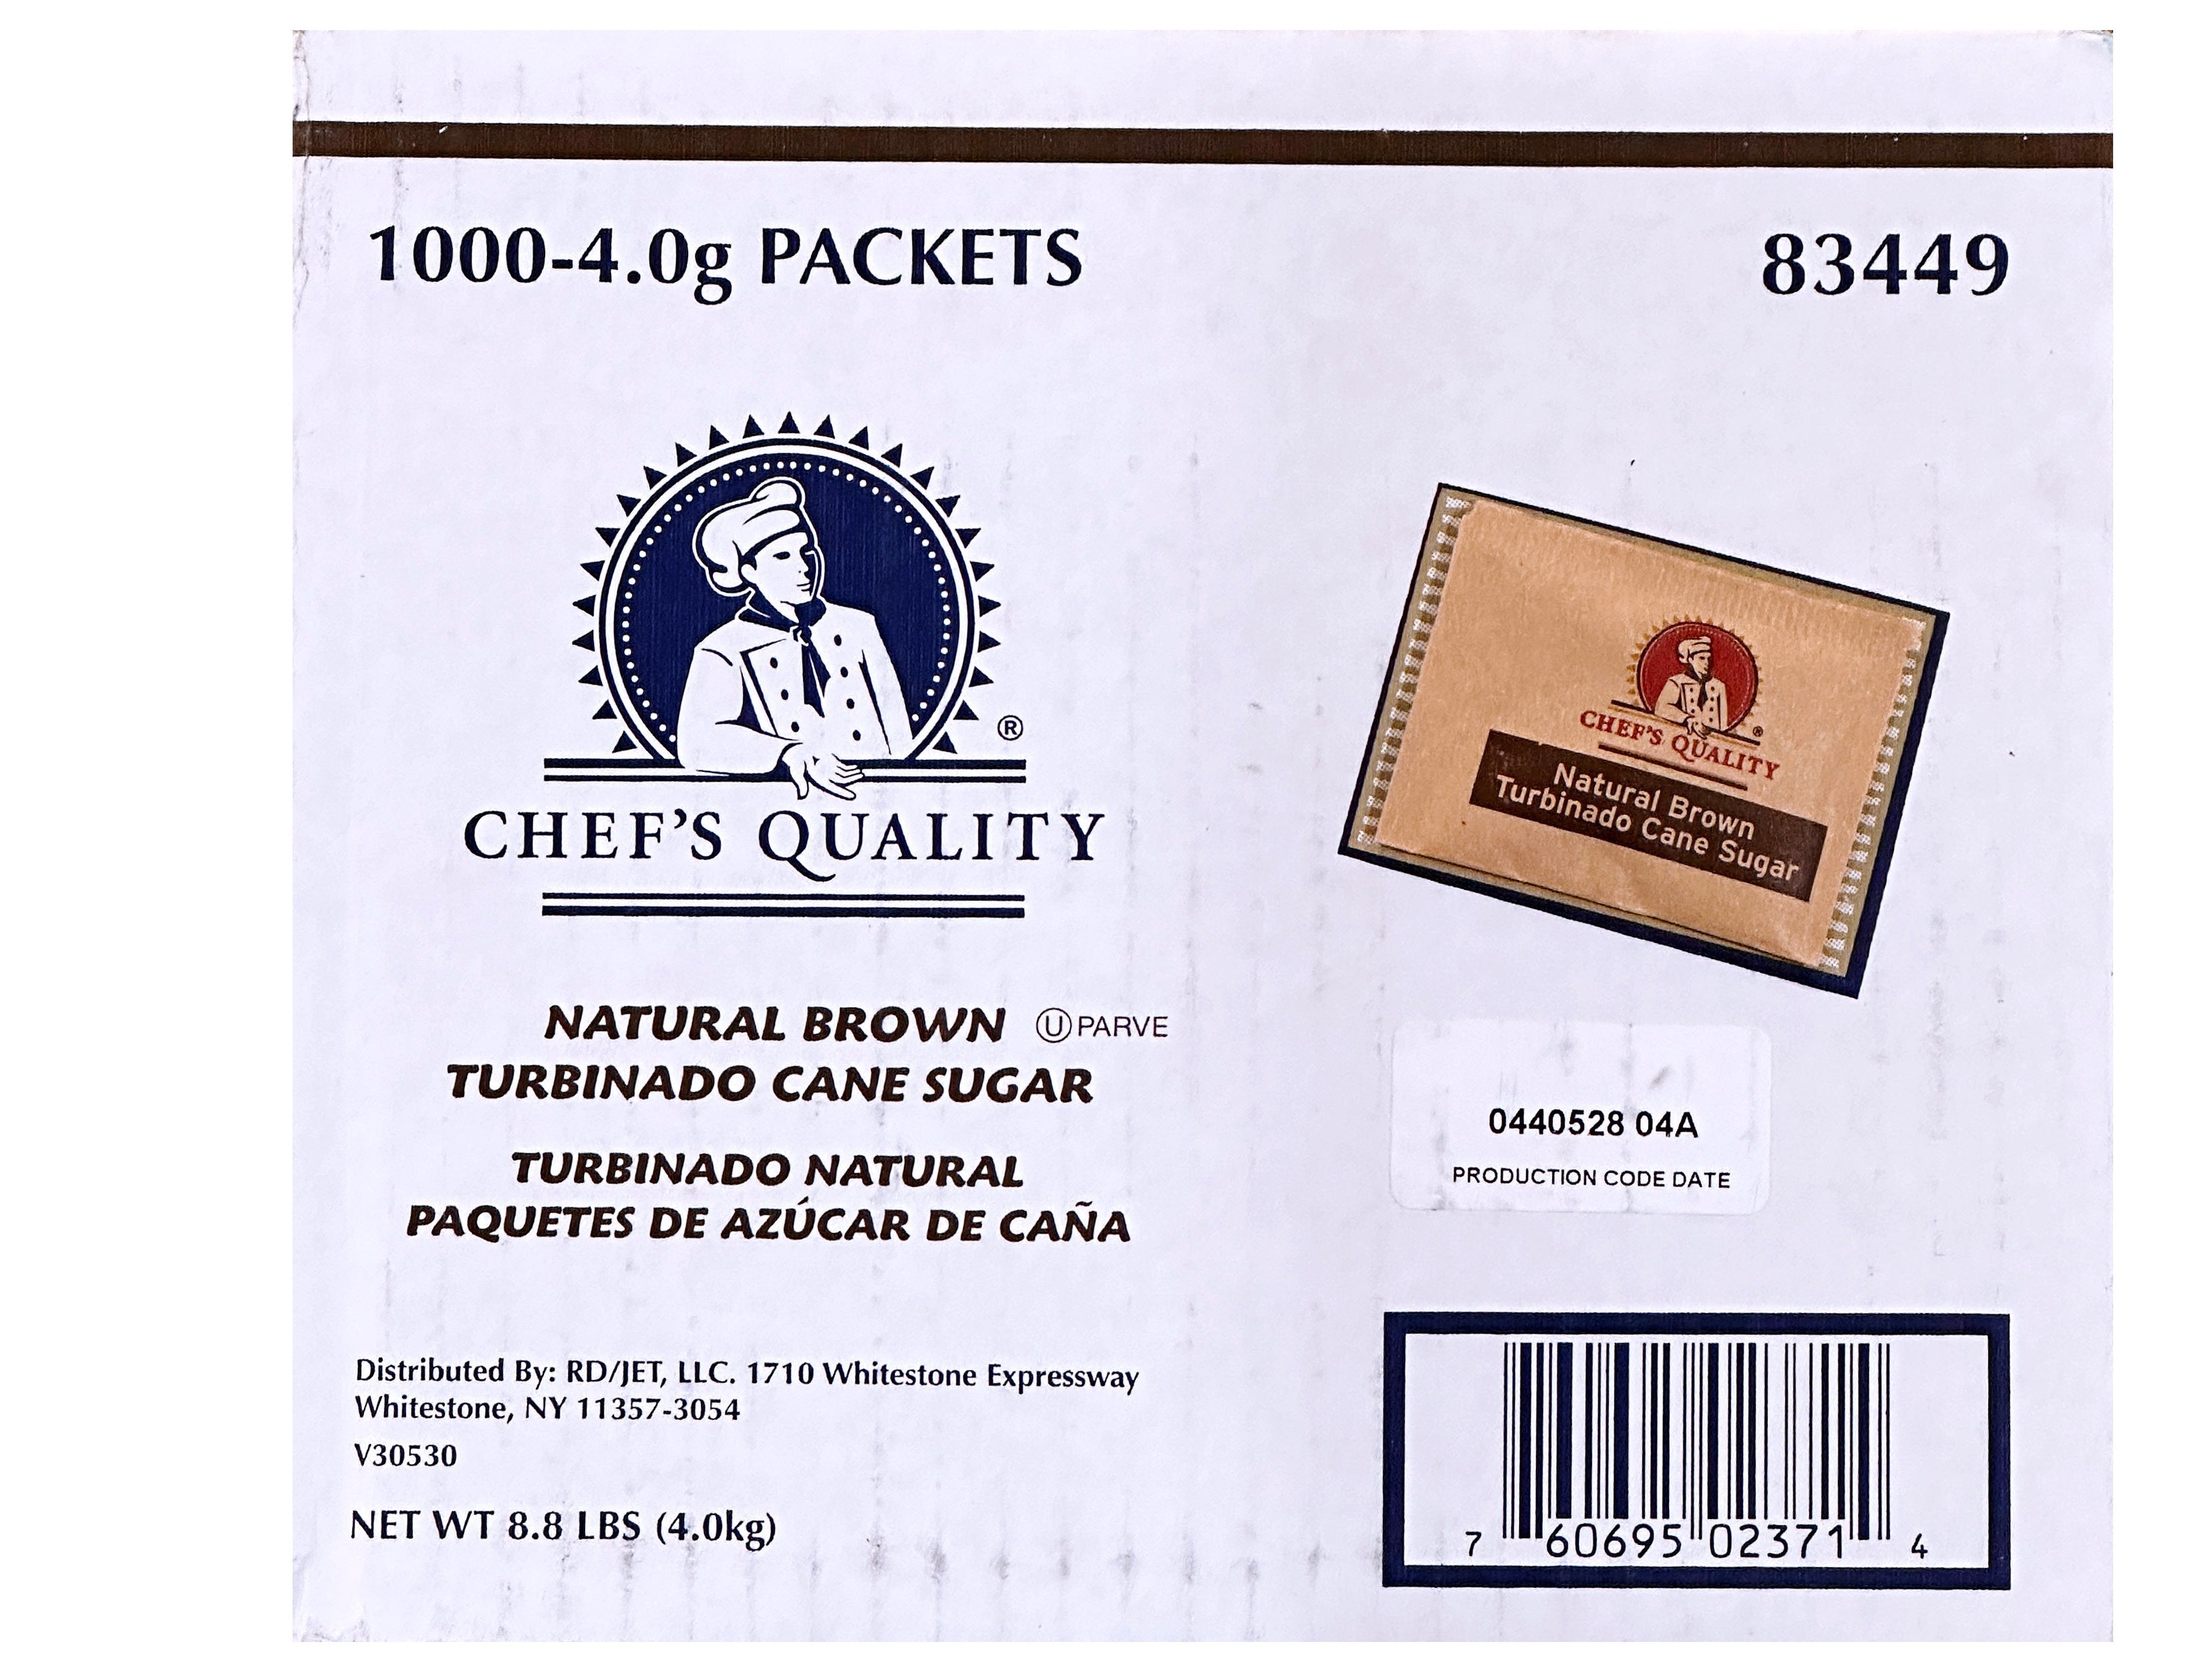 1000-4.0g PACKETS
83449
®
CHEF'S QUALITY
NATURAL BROWN Ⓤ PARVE
TURBINADO CANE SUGAR
TURBINADO NATURAL
PAQUETES DE AZÚCAR DE CAÑA
Distributed By: RD/JET, LLC. 1710 Whitestone Expressway
Whitestone, NY 11357-3054
V30530
NET WT 8.8 LBS (4.0kg)
®
CHEF'S QUALITY
Natural Brown
Turbinado Cane Sugar
0440528 04A
PRODUCTION CODE DATE
7 60695 02371 4